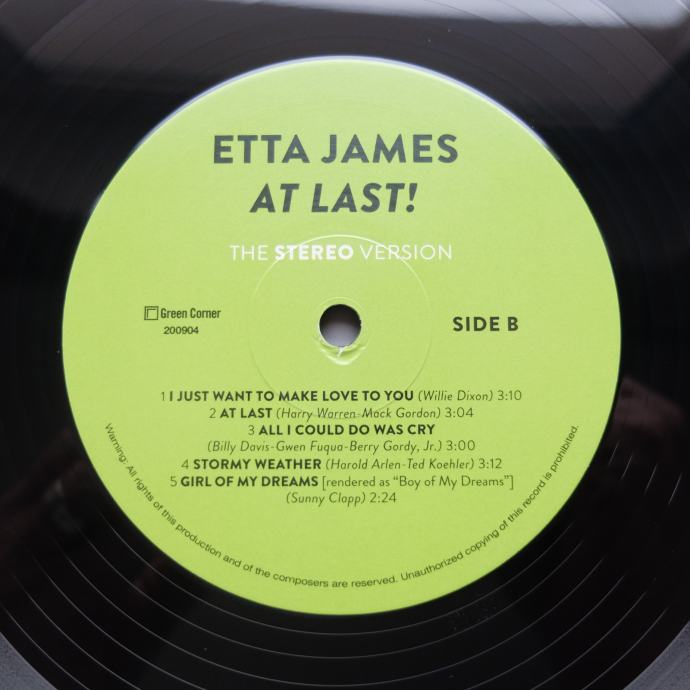 ETTA JAMES
AT LAST!
THE STEREO VERSION
Green Corner
200904
SIDE B
1 I JUST WANT TO MAKE LOVE TO YOU (Willie Dixon) 3:10
2 AT LAST (Harry Warren-Mack Gordon) 3:04
3 ALL I COULD DO WAS CRY
(Billy Davis-Gwen Fuqua-Berry Gordy, Jr.) 3:00
4 STORMY WEATHER (Harold Arlen-Ted Koehler) 3:12
5 GIRL OF MY DREAMS [rendered as “Boy of My Dreams”]
(Sunny Clapp) 2:24
Warning: All rights of this production and of the composers are reserved. Unauthorized copying of this record is prohibited.